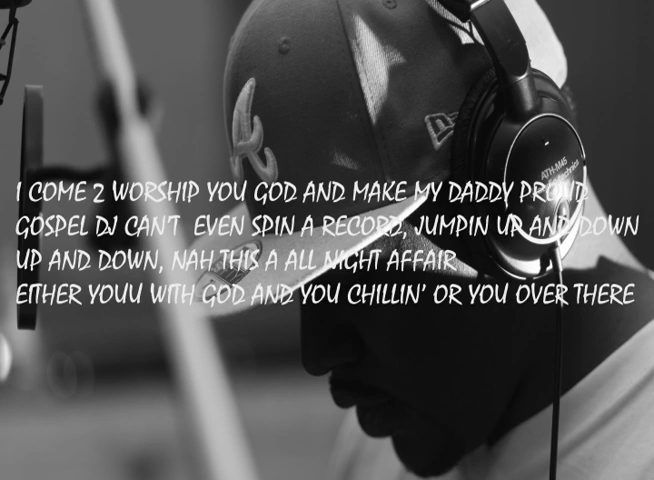 I COME 2 WORSHIP YOU GOD AND MAKE MY DADDY PROUD
GOSPEL DJ CAN'T EVEN SPIN A RECORD, JUMPIN UP AND DOWN
UP AND DOWN, NAH THIS A ALL NIGHT AFFAIR
EITHER YOUU WITH GOD AND YOU CHILLIN' OR YOU OVER THERE
ATH-M45